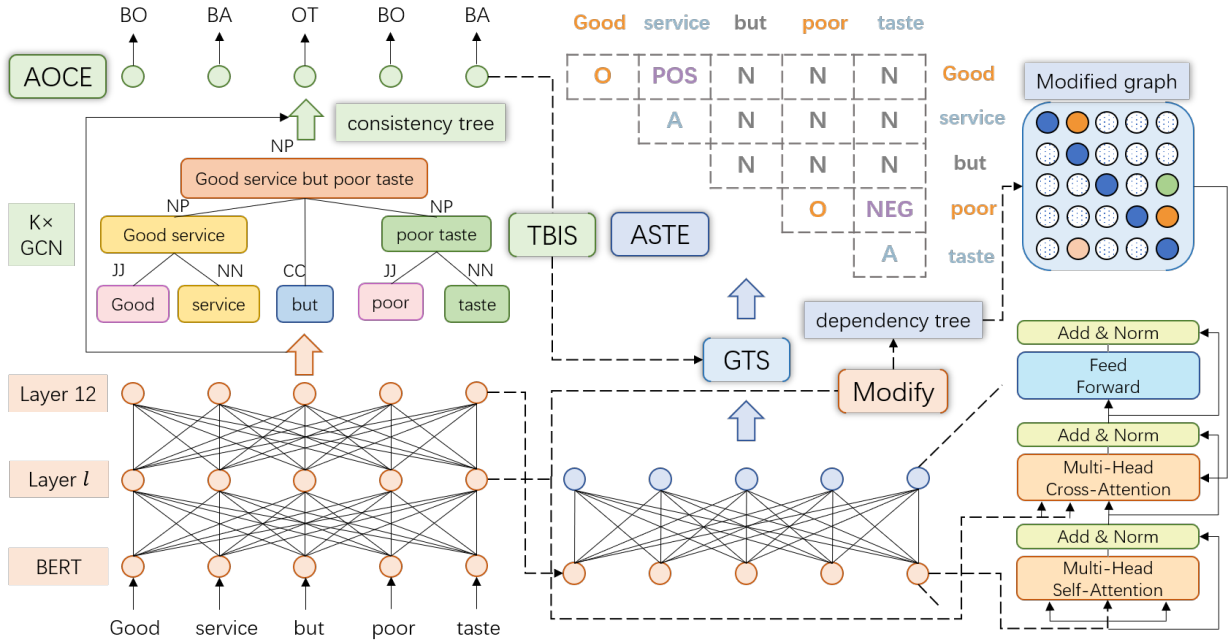 BO BA OT BO BA
AOCE
consistency tree
NP
Good service but poor taste
K×
GCN
NP NP
Good service poor taste
JJ NN CC JJ NN
Good service but poor taste
Layer 12
Layer l
BERT
Good service but poor taste
TBIS
ASTE
GTS
Good service but poor taste
O POS N N N Good
A N N N service
N N N but
O NEG poor
A taste
dependency tree
Modify
Modified graph
Add & Norm
Feed
Forward
Add & Norm
Multi-Head
Cross-Attention
Add & Norm
Multi-Head
Self-Attention